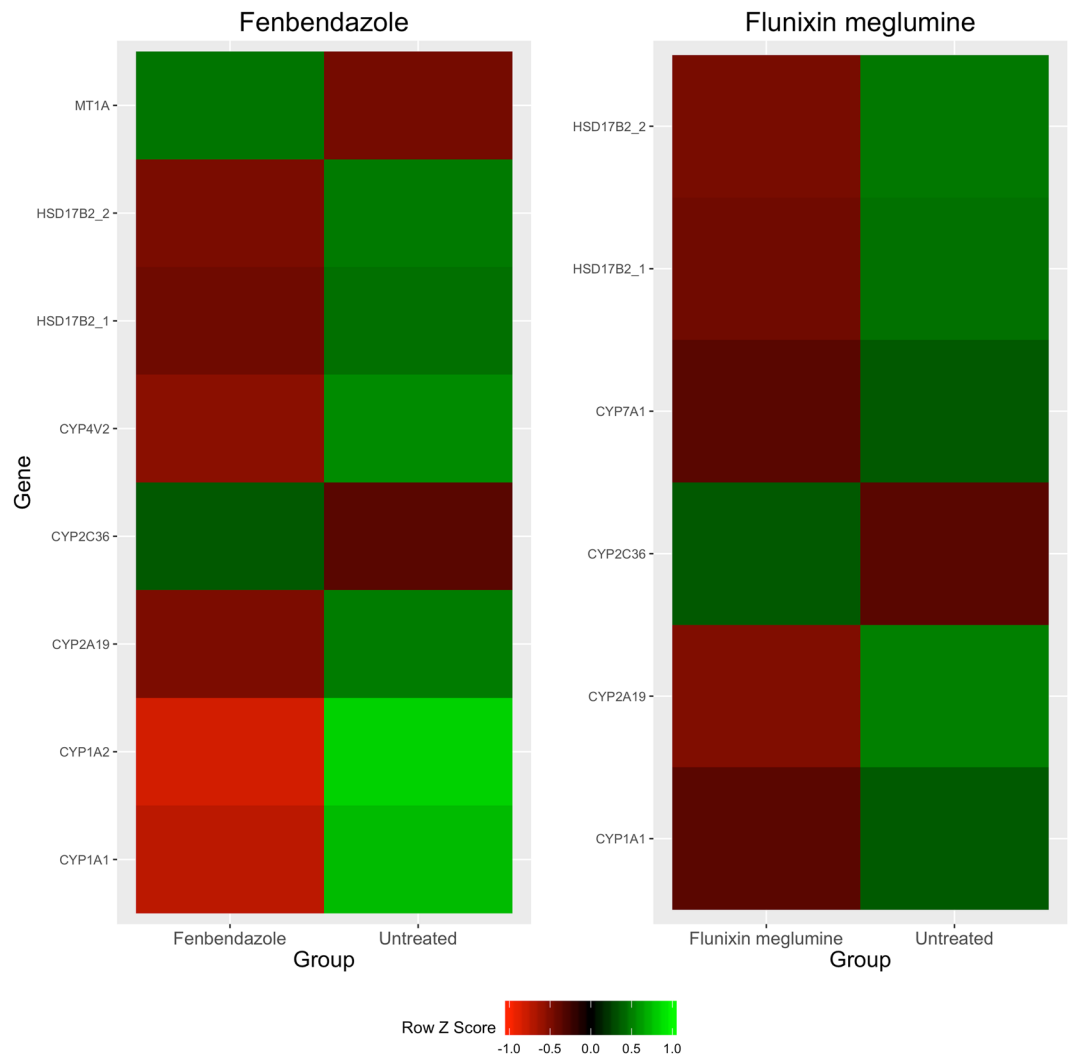 Fenbendazole
Gene
MT1A
HSD17B2_2
HSD17B2_1
CYP4V2
CYP2C36
CYP2A19
CYP1A2
CYP1A1
Fenbendazole Untreated
Group
Flunixin meglumine
HSD17B2_2
HSD17B2_1
CYP7A1
CYP2C36
CYP2A19
CYP1A1
Flunixin meglumine Untreated
Group
Row Z Score
-1.0 -0.5 0.0 0.5 1.0